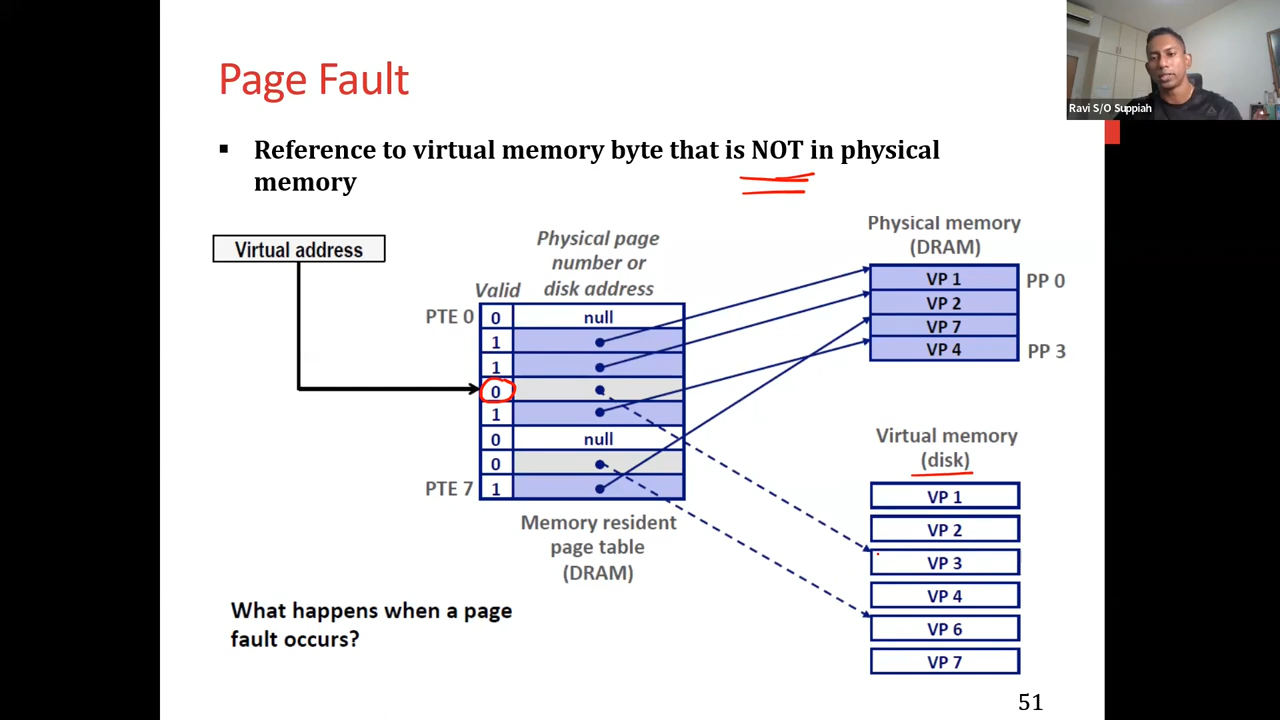 Page Fault
Ravi S/O Suppiah
▪ Reference to virtual memory byte that is NOT in physical
memory
Virtual address
Physical page
number or
disk address
Valid
PTE 0
0 null
1
1
0
1
0 null
0
PTE 7 1
Memory resident
page table
(DRAM)
Physical memory
(DRAM)
VP 1 PP 0
VP 2
VP 7
VP 4 PP 3
Virtual memory
(disk)
VP 1
VP 2
VP 3
VP 4
VP 6
VP 7
What happens when a page
fault occurs?
51